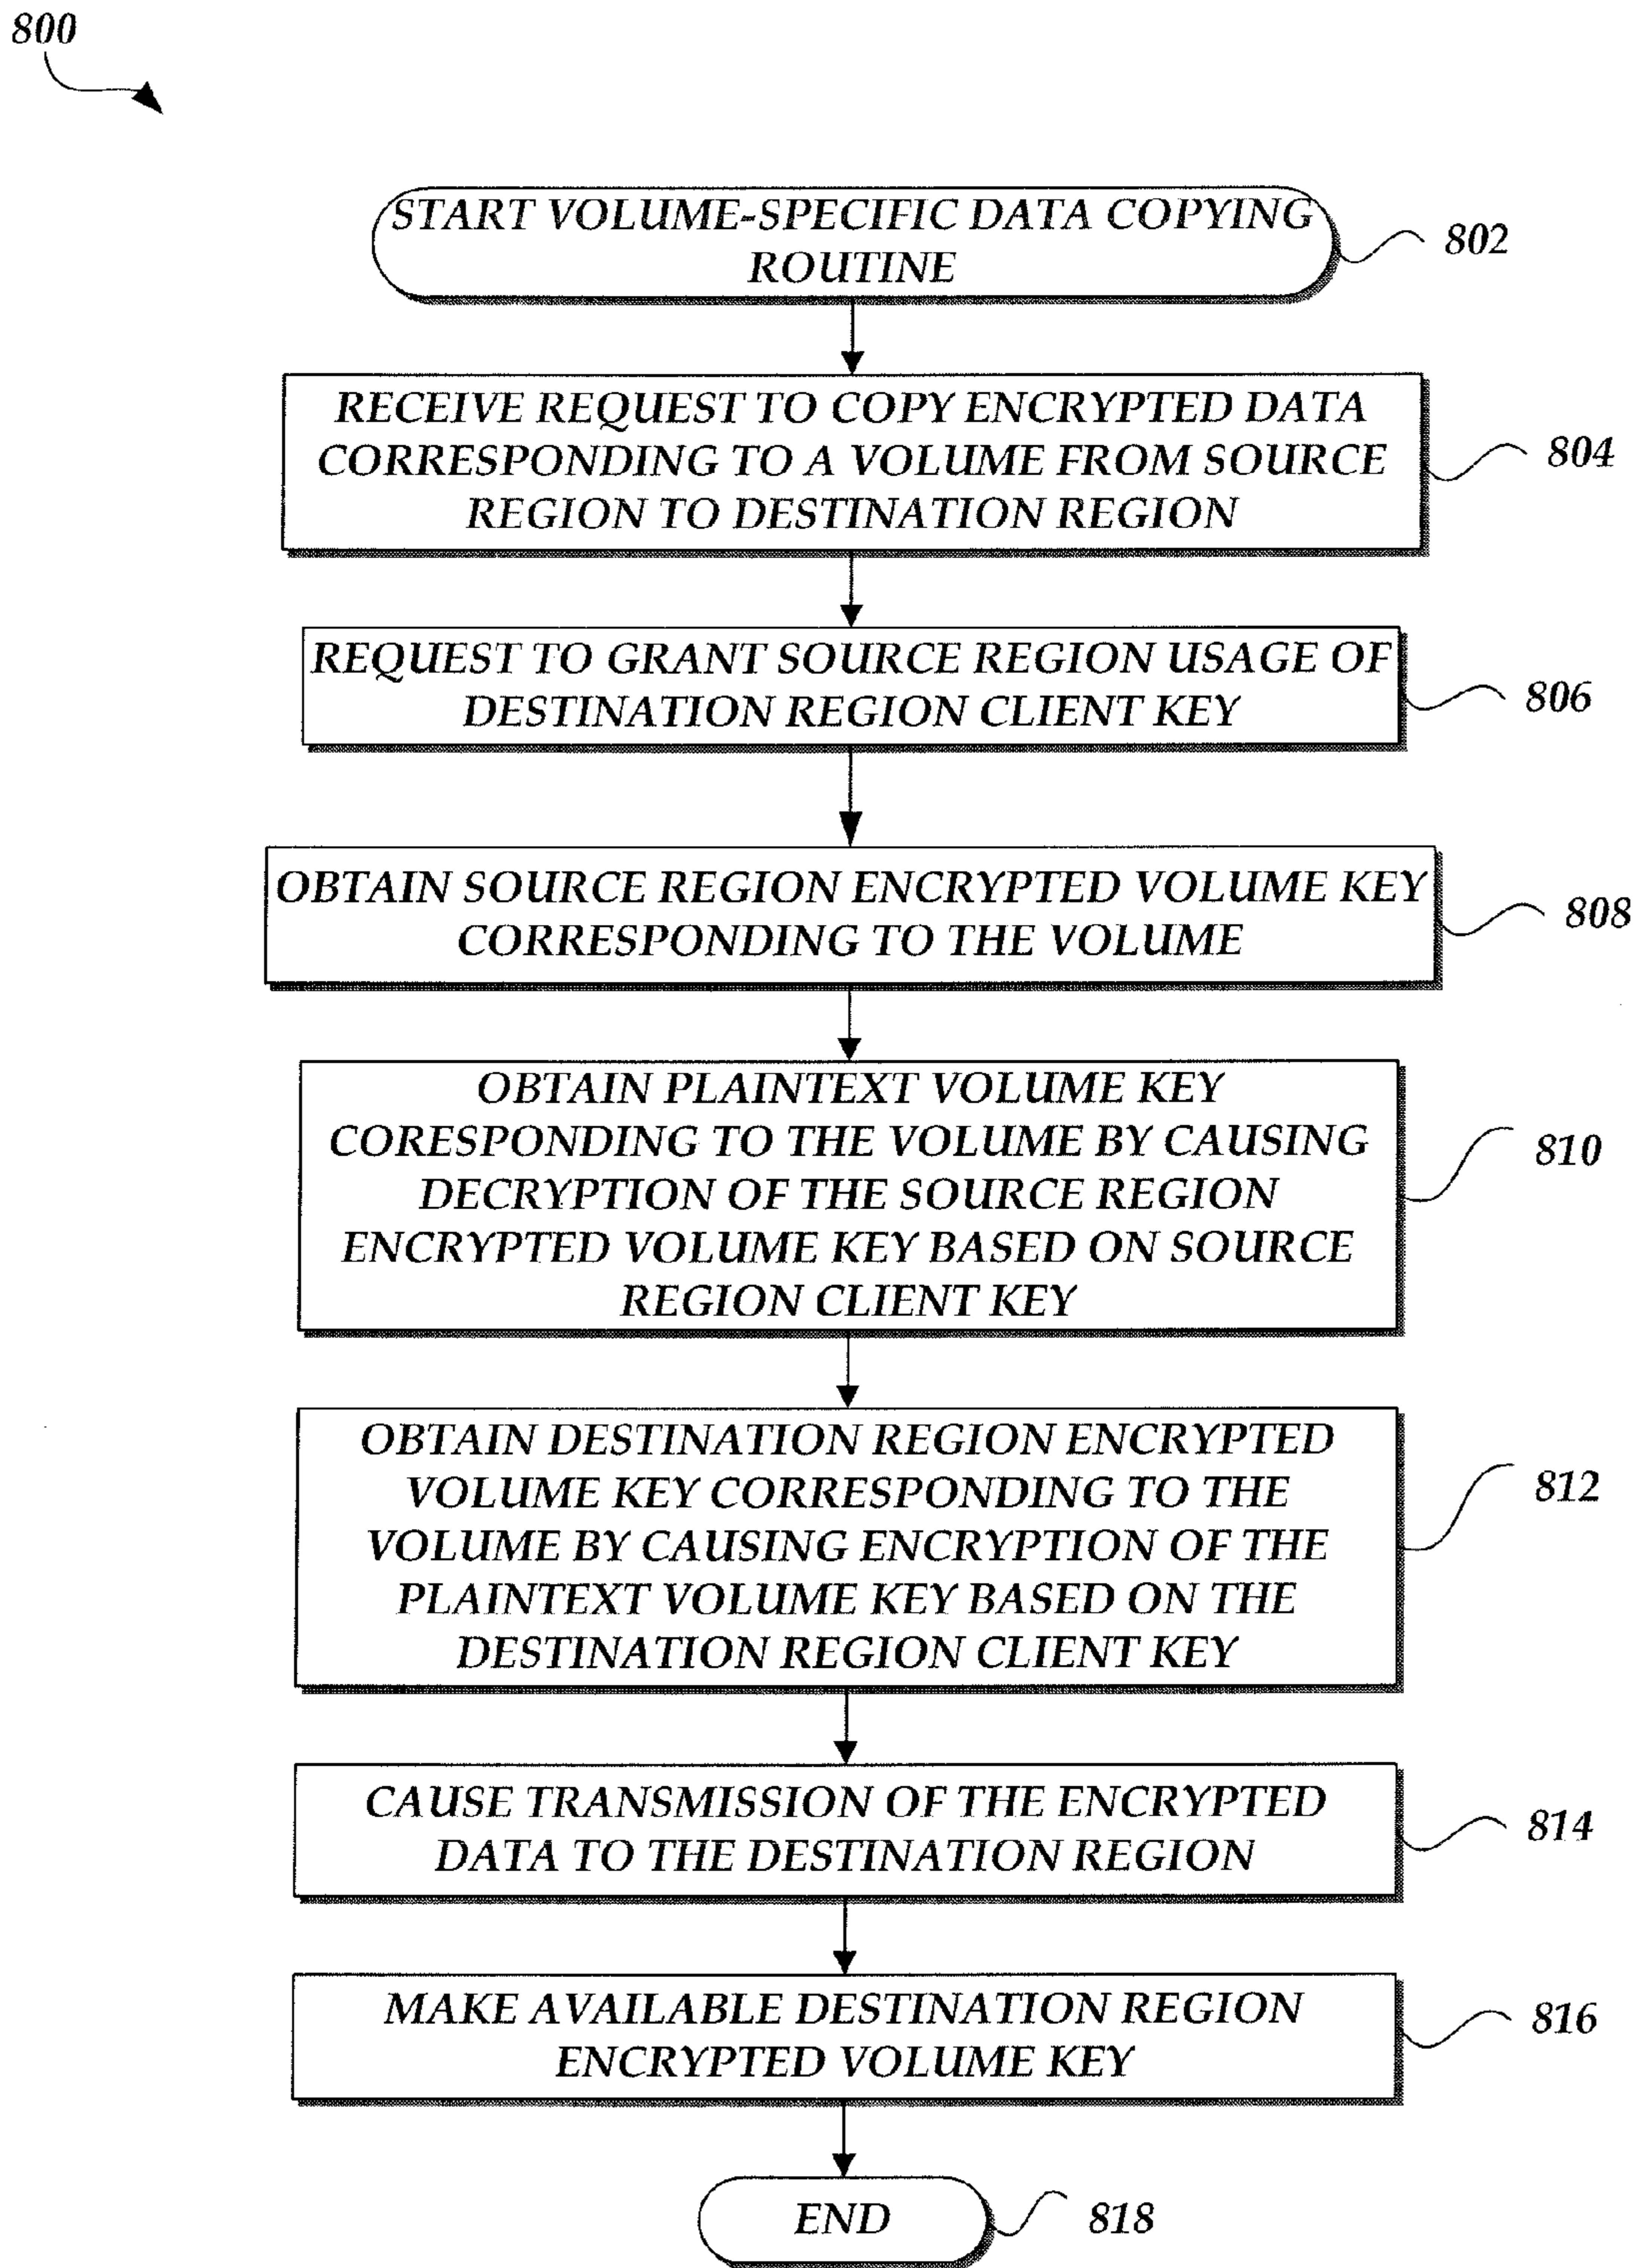 800
START VOLUME-SPECIFIC DATA COPYING
ROUTINE
802
RECEIVE REQUEST TO COPY ENCRYPTED DATA
CORRESPONDING TO A VOLUME FROM SOURCE
REGION TO DESTINATION REGION
804
REQUEST TO GRANT SOURCE REGION USAGE OF
DESTINATION REGION CLIENT KEY
806
OBTAIN SOURCE REGION ENCRYPTED VOLUME KEY
CORRESPONDING TO THE VOLUME
808
OBTAIN PLAINTEXT VOLUME KEY
CORESPONDING TO THE VOLUME BY CAUSING
DECRYPTION OF THE SOURCE REGION
ENCRYPTED VOLUME KEY BASED ON SOURCE
REGION CLIENT KEY
810
OBTAIN DESTINATION REGION ENCRYPTED
VOLUME KEY CORRESPONDING TO THE
VOLUME BY CAUSING ENCRYPTION OF THE
PLAINTEXT VOLUME KEY BASED ON THE
DESTINATION REGION CLIENT KEY
812
CAUSE TRANSMISSION OF THE ENCRYPTED
DATA TO THE DESTINATION REGION
814
MAKE AVAILABLE DESTINATION REGION
ENCRYPTED VOLUME KEY
816
END
818